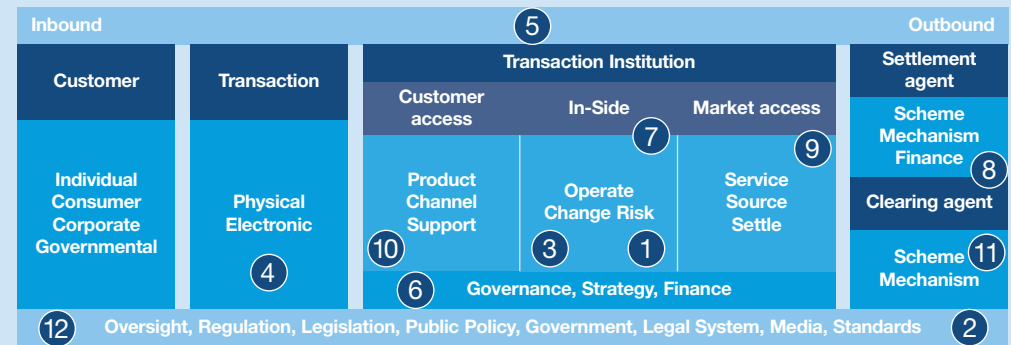 Inbound
5
Outbound
Customer
Individual
Consumer
Corporate
Governmental
Transaction
Physical
Electronic
4
Transaction Institution
Customer
access
In-Side
7
Market access
9
Product
Channel
Support
10
Operate
Change Risk
3
1
Service
Source
Settle
6
Governance, Strategy, Finance
Settlement
agent
Scheme
Mechanism
Finance
8
Clearing agent
11
Scheme
Mechanism
12
Oversight, Regulation, Legislation, Public Policy, Government, Legal System, Media, Standards
2